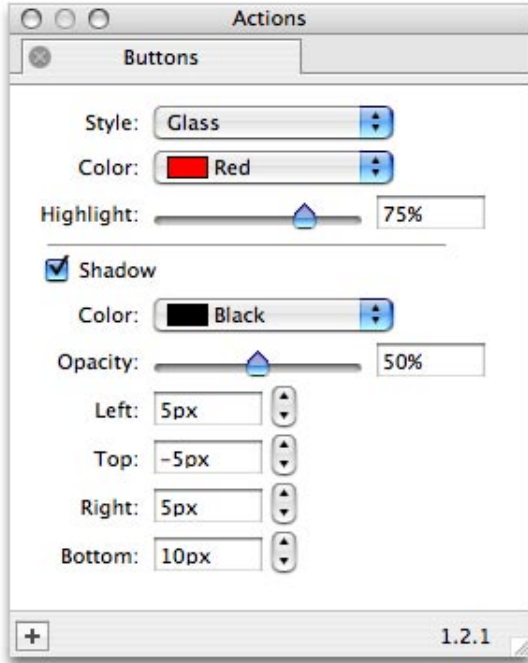 Actions
Buttons
Style: Glass
Color: Red
Highlight: 75%
Shadow
Color: Black
Opacity: 50%
Left: 5px
Top: -5px
Right: 5px
Bottom: 10px
+ 1.2.1